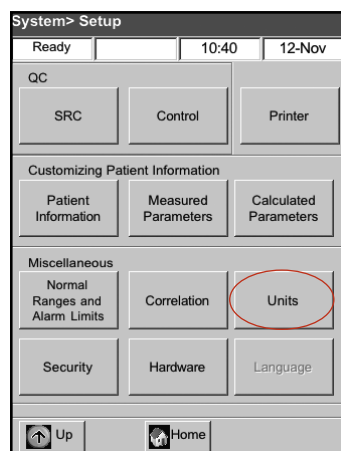 System> Setup
Ready 10:40 12-Nov
QC
SRC Control Printer
Customizing Patient Information
Patient Information Measured Parameters Calculated Parameters
Miscellaneous
Normal Ranges and Alarm Limits Correlation Units
Security Hardware Language
Up Home